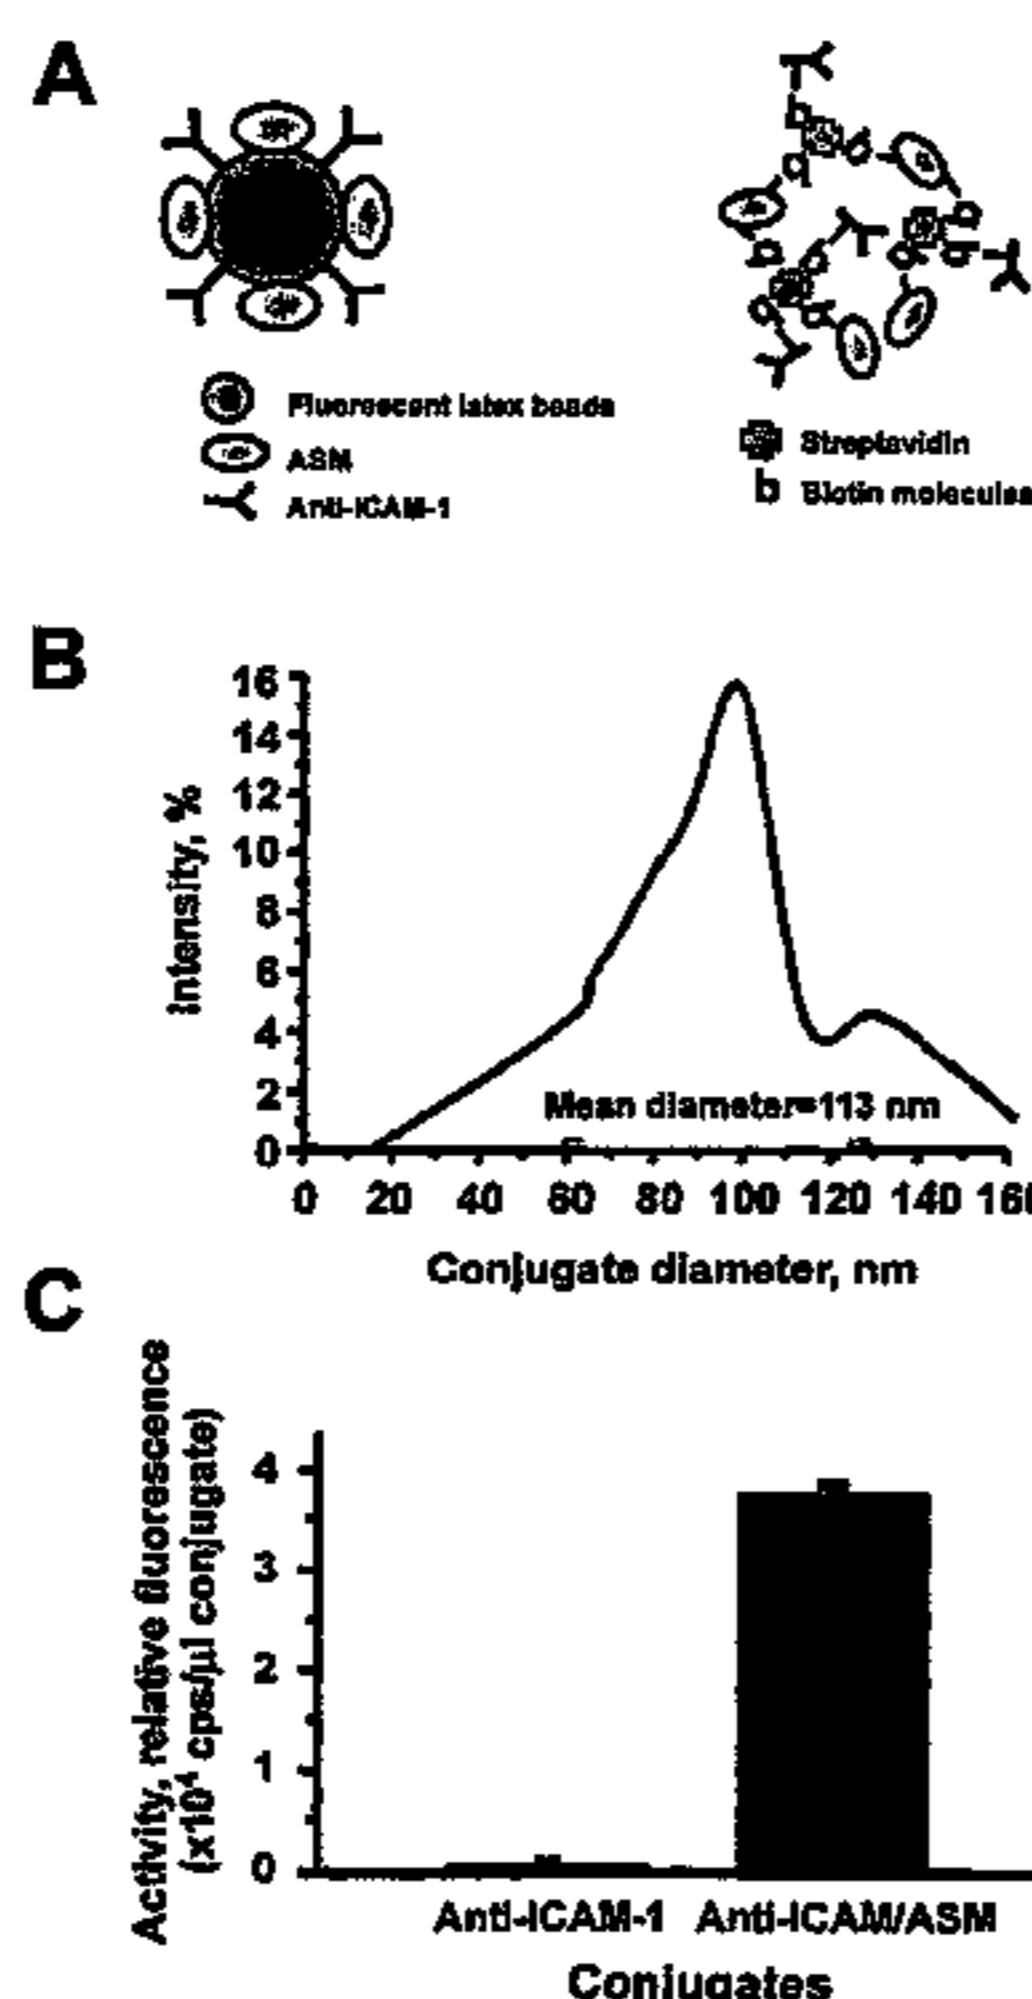 A
Fluorescent latex beads
ASM
Anti-ICAM-1
Streptavidin
b Biotin molecules
B
Intensity, %
16
14
12
10
8
6
4
2
0
Mean diameter=113 nm
0 20 40 60 80 100 120 140 160
Conjugate diameter, nm
C
Activity, relative fluorescence
(x10⁴ cps/µl conjugate)
4
3
2
1
0
Anti-ICAM-1 Anti-ICAM/ASM
Conjugates